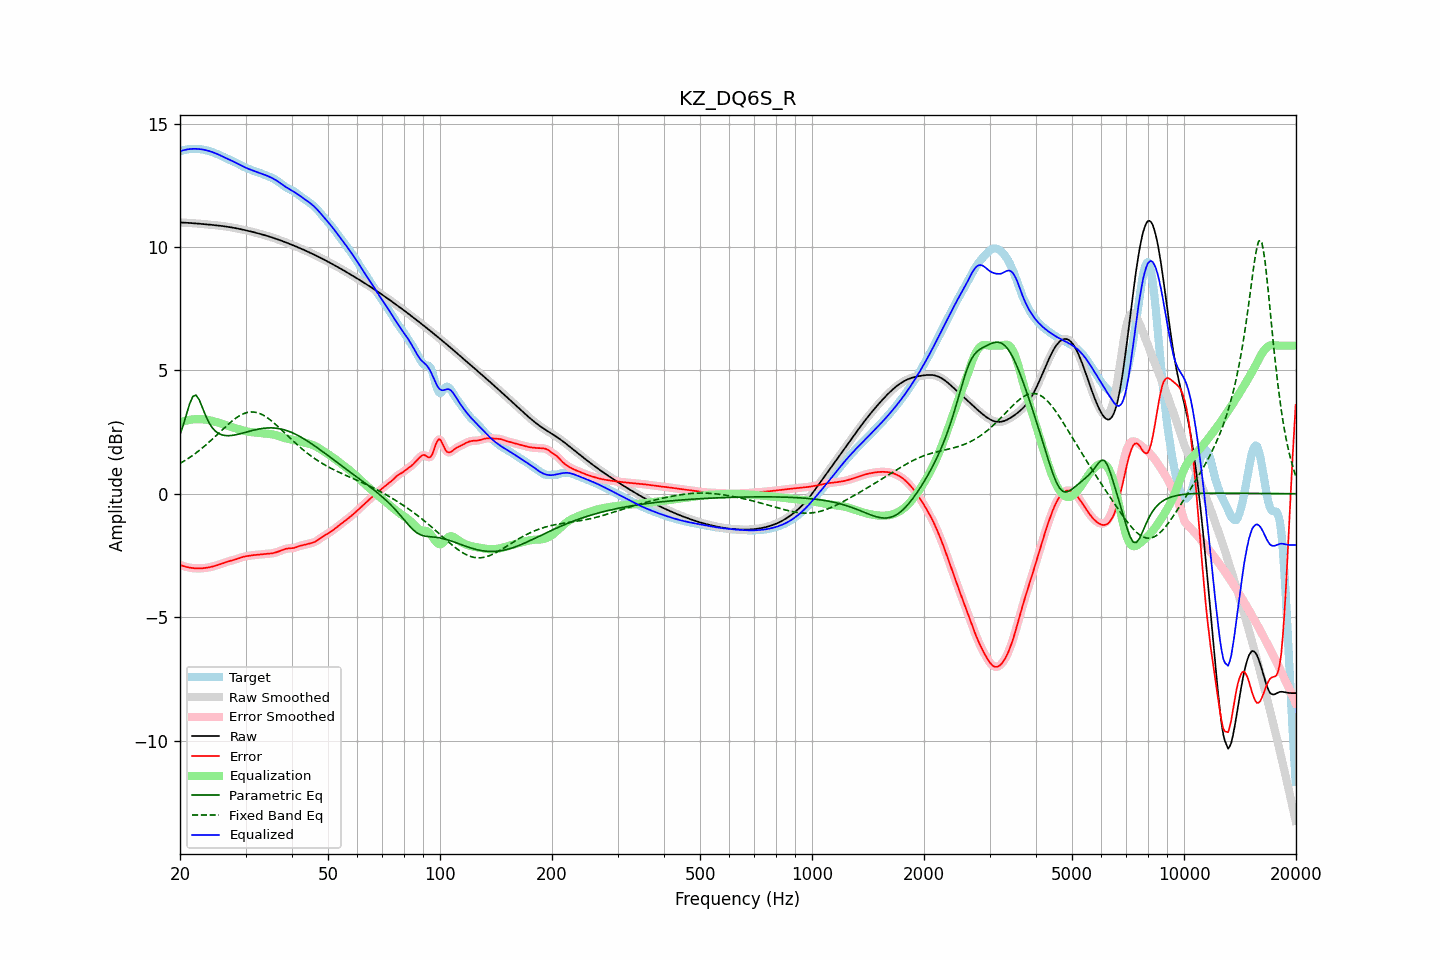 KZ_DQ6S_R
Amplitude (dBr)
15
10
5
0
−5
−10
Target
Raw Smoothed
Error Smoothed
Raw
Error
Equalization
Parametric Eq
Fixed Band Eq
Equalized
20
50
100
200
500
1000
2000
5000
10000
20000
Frequency (Hz)